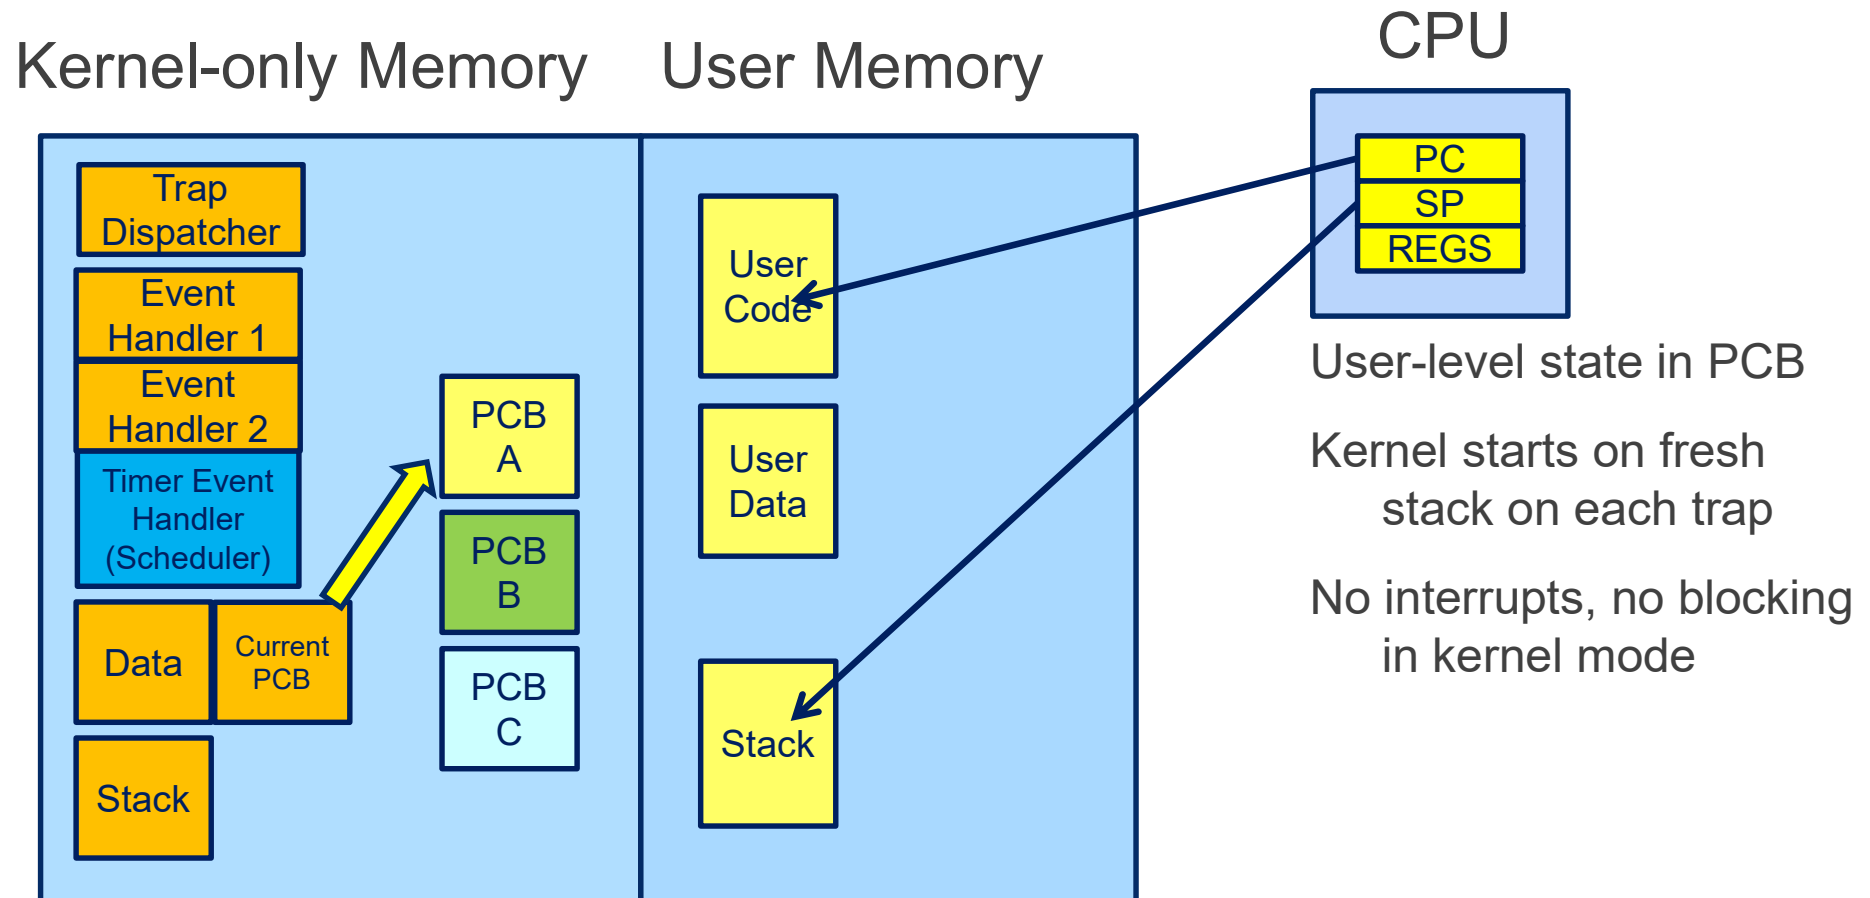 Kernel-only Memory
User Memory
CPU
Trap
Dispatcher
Event
Handler 1
Event
Handler 2
Timer Event
Handler
(Scheduler)
Data
Current
PCB
Stack
PCB
A
PCB
B
PCB
C
User
Code
User
Data
Stack
PC
SP
REGS
User-level state in PCB
Kernel starts on fresh
stack on each trap
No interrupts, no blocking
in kernel mode